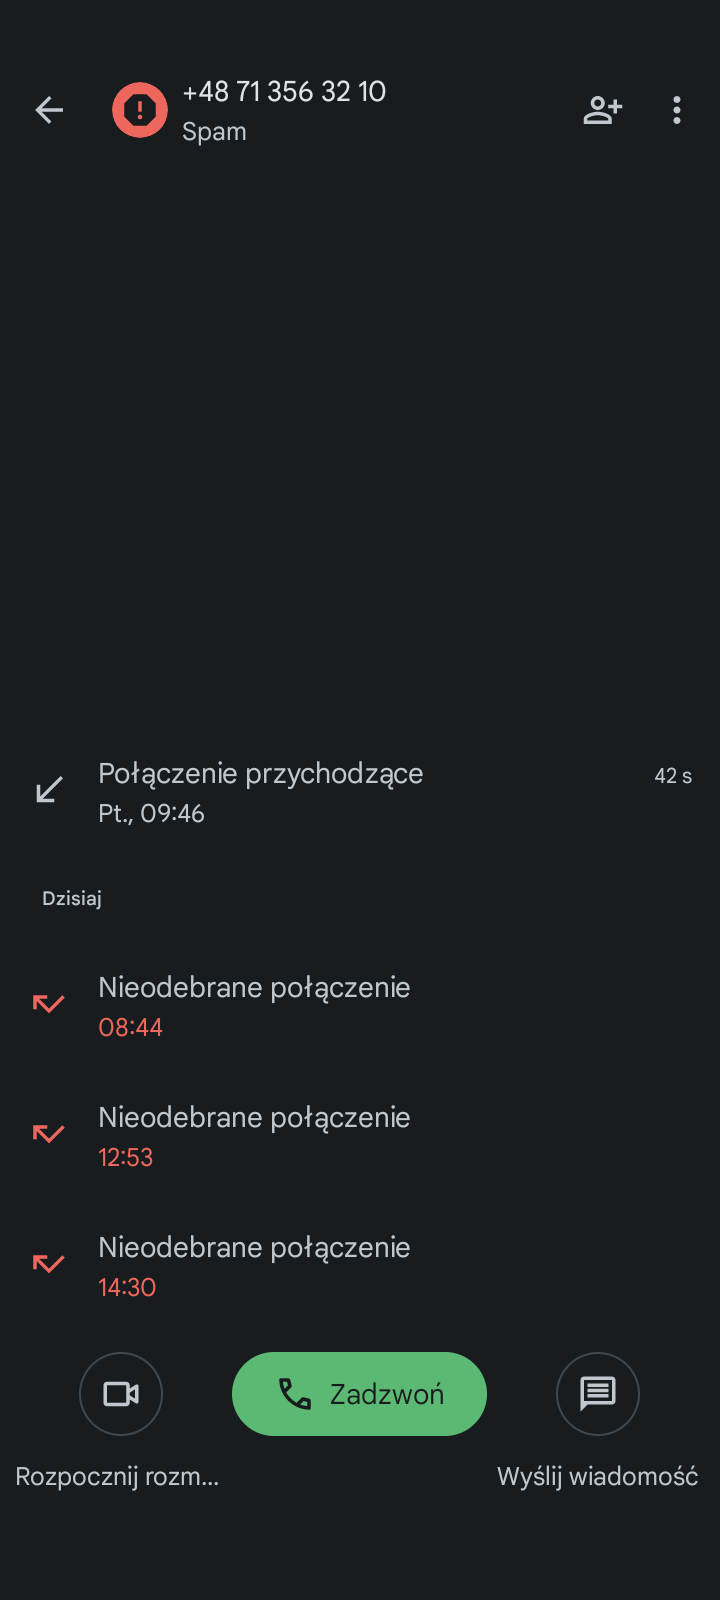 +48 71 356 32 10
Spam
Połączenie przychodzące
42 s
Pt., 09:46
Dzisiaj
Nieodebrane połączenie
08:44
Nieodebrane połączenie
12:53
Nieodebrane połączenie
14:30
Zadzwoń
Rozpocznij rozm...
Wyślij wiadomość